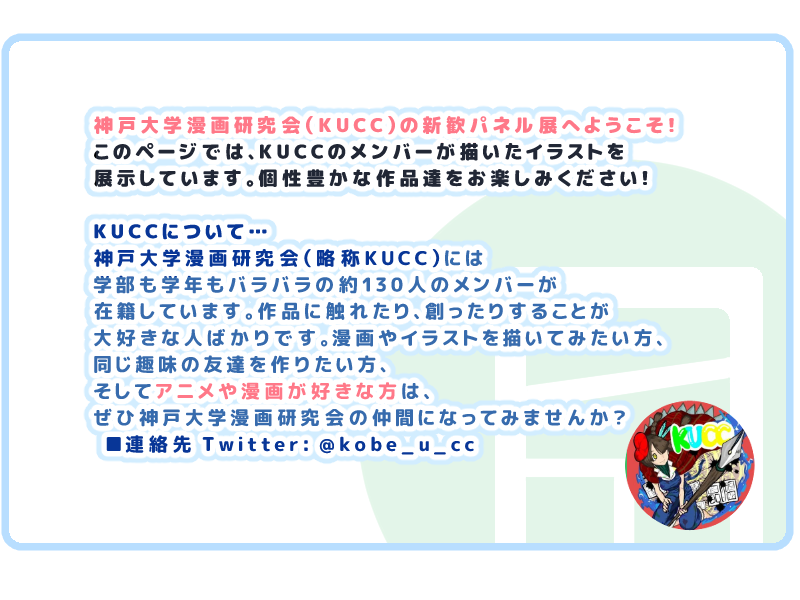 神戸大学漫画研究会(KUCC)の新歓パネル展へようこそ!
このページでは、KUCCのメンバーが描いたイラストを
展示しています。個性豊かな作品達をお楽しみください!
KUCCについて…
神戸大学漫画研究会(略称KUCC)には
学部も学年もバラバラの約130人のメンバーが
在籍しています。作品に触れたり、創ったりすることが
大好きな人ばかりです。漫画やイラストを描いてみたい方、
同じ趣味の友達を作りたい方、
そしてアニメや漫画が好きな方は、
ぜひ神戸大学漫画研究会の仲間になってみませんか?
■連絡先 Twitter: @kobe_u_cc
KUCC